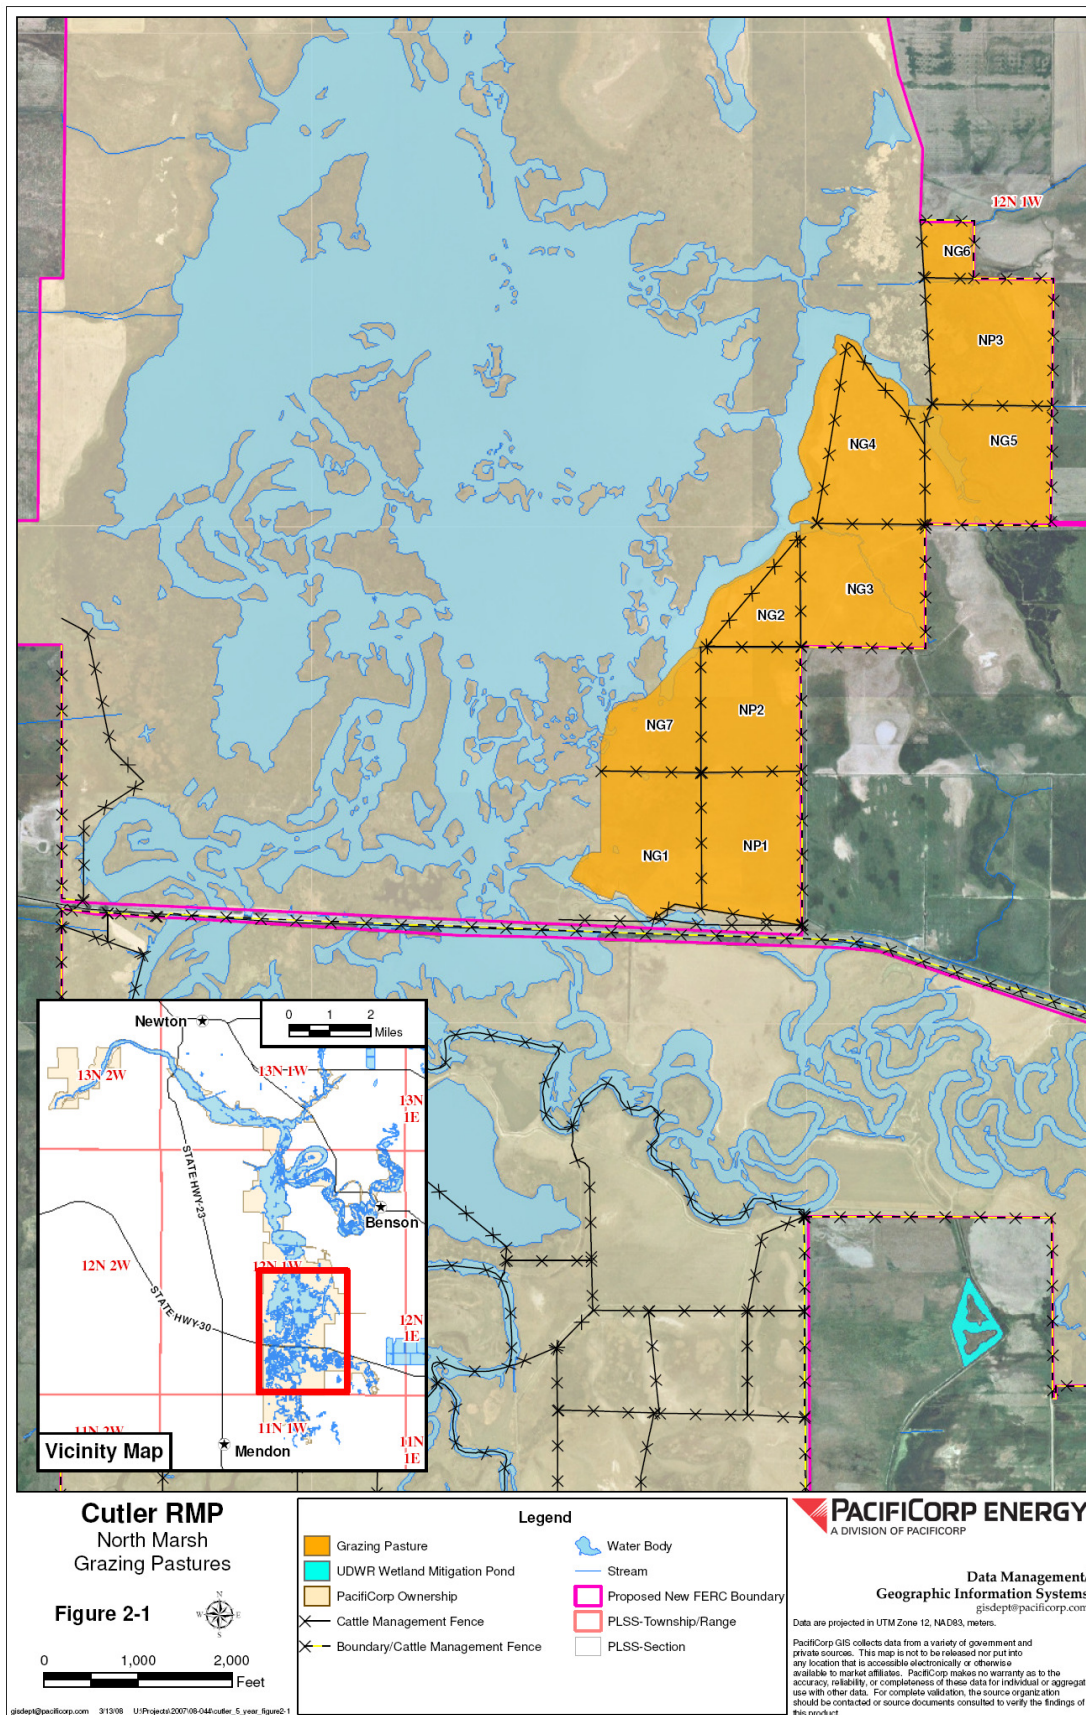 12N 1W
NG6
NP3
NG4
NG5
NG3
NG2
NP2
NG7
NG1
NP1
Newton
0 1 2
Miles
13N 2W
13N 1W
13N
1E
STATE HWY-23
Benson
12N 2W
12N 1W
STATE HWY-30
12N
1E
11N 2W
11N 1W
11N
1E
Mendon
Vicinity Map
Cutler RMP
North Marsh
Grazing Pastures
Figure 2-1
N
W E
S
0 1,000 2,000
Feet
gisdept@pacificorp.com 3/13/08 U:\Projects\2007\08-044\cutler_5_year_figure2-1
Legend
Grazing Pasture
UDWR Wetland Mitigation Pond
PacifiCorp Ownership
Cattle Management Fence
Boundary/Cattle Management Fence
Water Body
Stream
Proposed New FERC Boundary
PLSS-Township/Range
PLSS-Section
PACIFICORP ENERGY
A DIVISION OF PACIFICORP
Data Management/
Geographic Information Systems
gisdept@pacificorp.com
Data are projected in UTM Zone 12, NAD83, meters.
PacifiCorp GIS collects data from a variety of government and
private sources. This map is not to be released nor put into
any location that is accessible electronically or otherwise
available to market affiliates. PacifiCorp makes no warranty as to the
accuracy, reliability, or completeness of these data for individual or aggregat
use with other data. For complete validation, the source organization
should be contacted or source documents consulted to verify the findings of
this product.